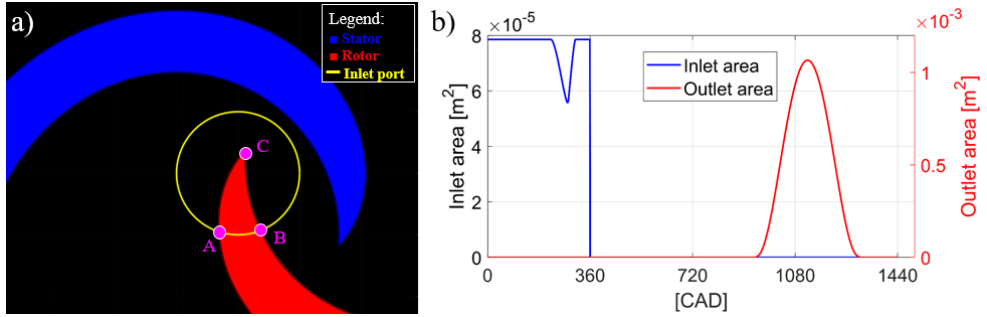 a)
Legend:
Stator
Rotor
Inlet port
C
A
B
b)
×10⁻⁵
×10⁻³
8
6
4
2
0
Inlet area [m²]
Inlet area
Outlet area
1
0.5
0
Outlet area [m²]
0 360 720 1080 1440
[CAD]